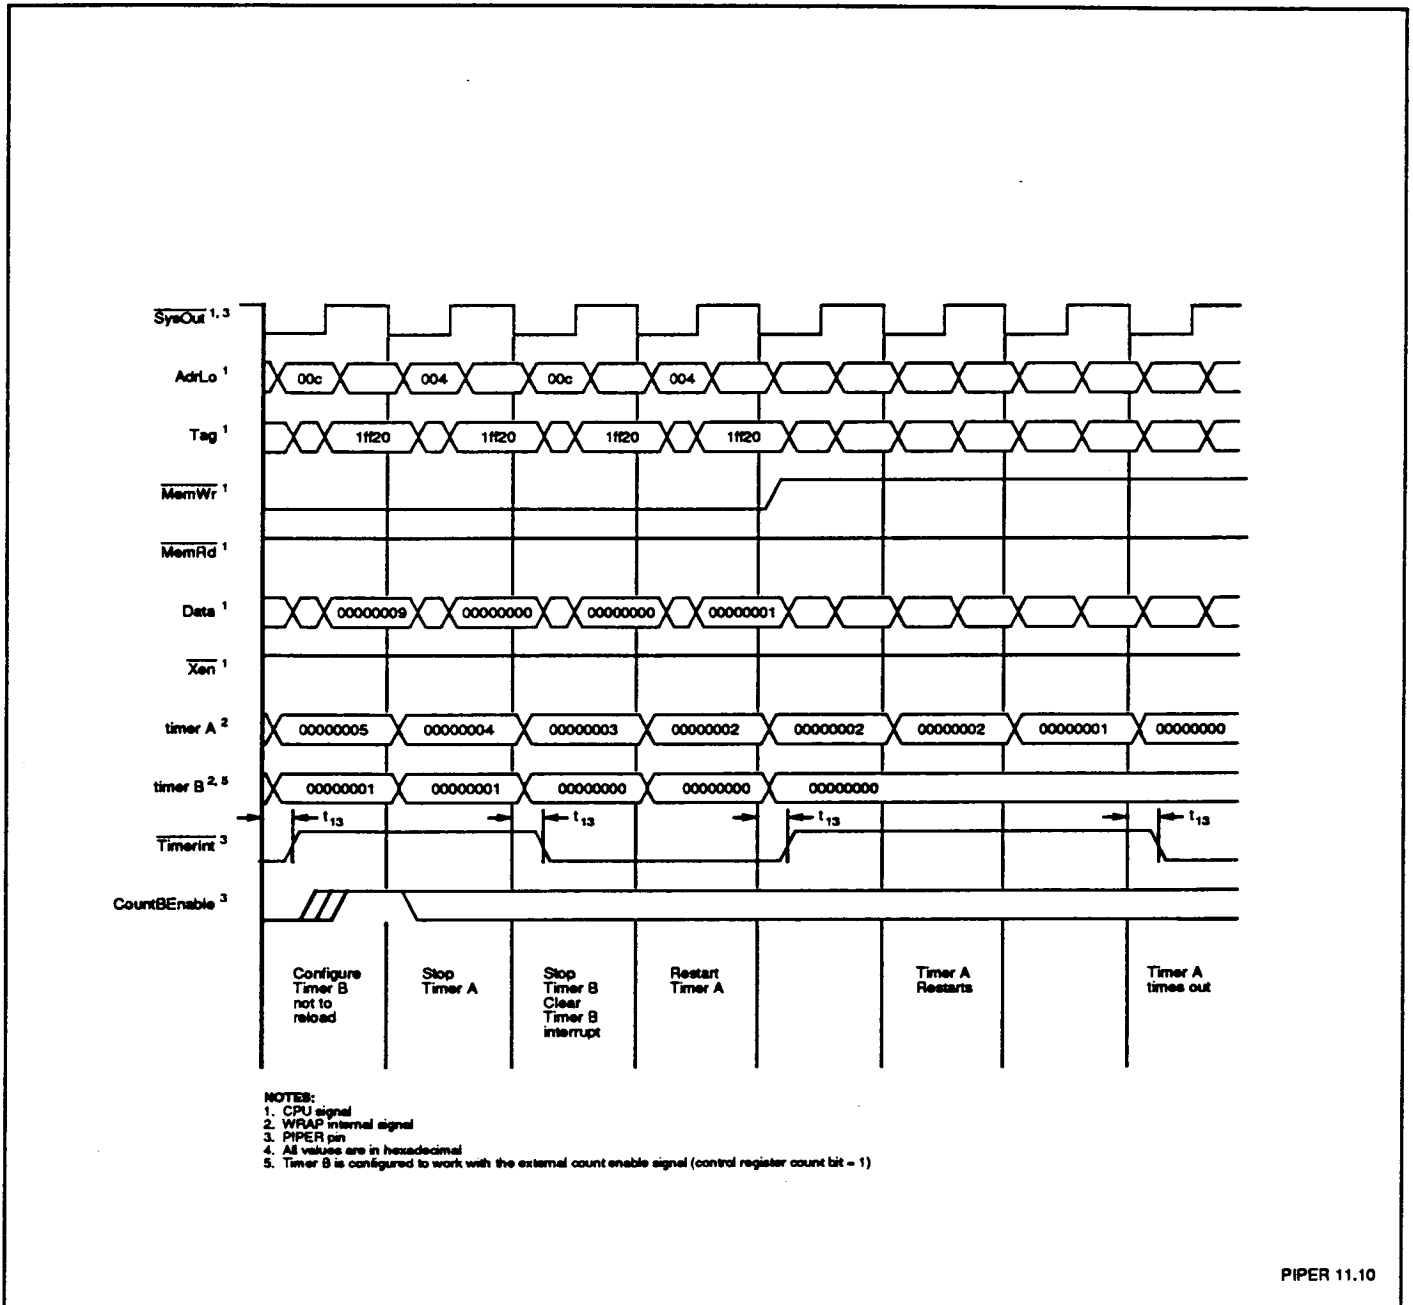 SysOut 1, 3
AdrLo 1 00c 004 00c 004
Tag 1 1ff20 1ff20 1ff20 1ff20
MemWr 1
MemRd 1
Data 1 00000009 00000000 00000000 00000001
Xen 1
timer A 2 00000005 00000004 00000003 00000002 00000002 00000002 00000001 00000000
timer B 2, 5 00000001 00000001 00000000 00000000 00000000
t13 t13 t13 t13
TimerInt 3
CountBEnable 3
Configure
Timer B
not to
reload
Stop
Timer A
Stop
Timer B
Clear
Timer B
interrupt
Restart
Timer A
Timer A
Restarts
Timer A
times out
NOTES:
1. CPU signal
2. WRAP internal signal
3. PIPER pin
4. All values are in hexadecimal
5. Timer B is configured to work with the external count enable signal (control register count bit = 1)
PIPER 11.10